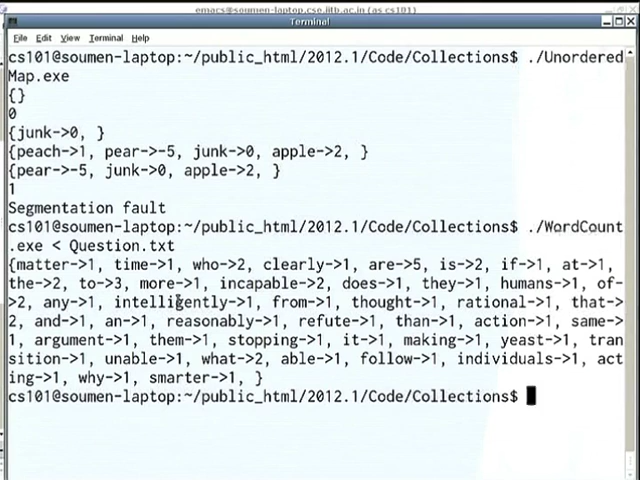 emacs@soumen-laptop.cse.iitb.ac.in (as cs101)
Terminal
File Edit View Terminal Help
cs101@soumen-laptop:~/public_html/2012.1/Code/Collections$ ./Unordered
Map.exe
{}
0
{junk->0, }
{peach->1, pear->-5, junk->0, apple->2, }
{pear->-5, junk->0, apple->2, }
1
Segmentation fault
cs101@soumen-laptop:~/public_html/2012.1/Code/Collections$ ./WordCount
.exe < Question.txt
{matter->1, time->1, who->2, clearly->1, are->5, is->2, if->1, at->1,
the->2, to->3, more->1, incapable->2, does->1, they->1, humans->1, of-
>2, any->1, intelligently->1, from->1, thought->1, rational->1, that->
2, and->1, an->1, reasonably->1, refute->1, than->1, action->1, same->
1, argument->1, them->1, stopping->1, it->1, making->1, yeast->1, tran
sition->1, unable->1, what->2, able->1, follow->1, individuals->1, act
ing->1, why->1, smarter->1, }
cs101@soumen-laptop:~/public_html/2012.1/Code/Collections$